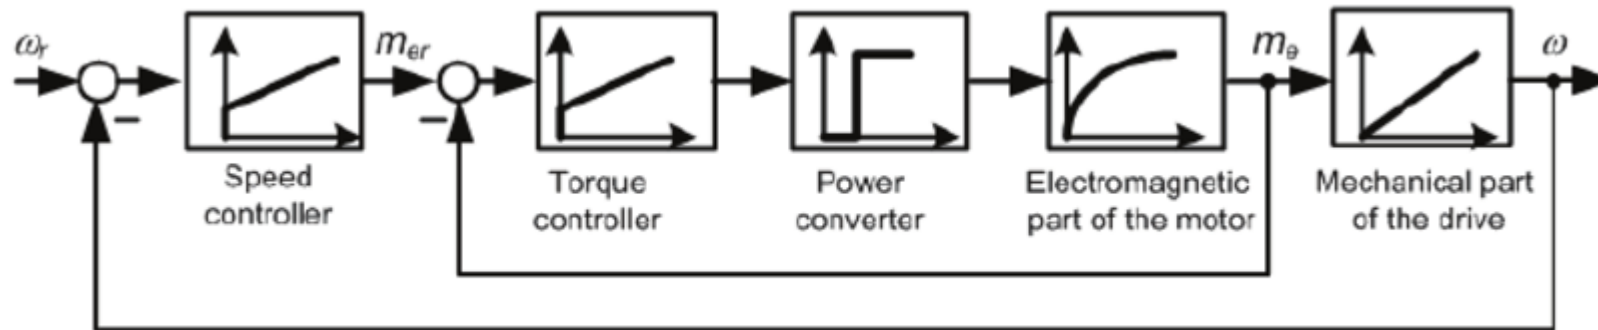 ωr
mer
me
ω
Speed
controller
Torque
controller
Power
converter
Electromagnetic
part of the motor
Mechanical part
of the drive